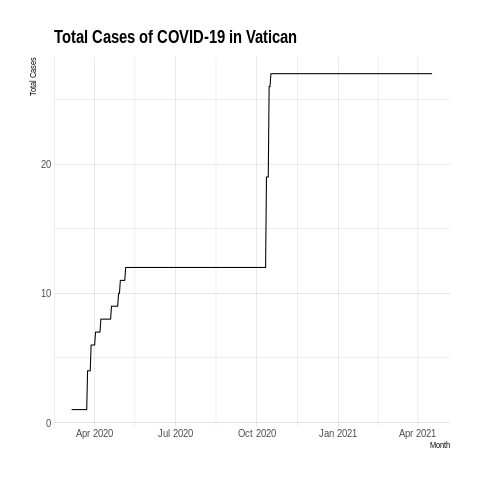 Total Cases of COVID-19 in Vatican
Total Cases
20
10
0
Apr 2020 Jul 2020 Oct 2020 Jan 2021 Apr 2021
Month